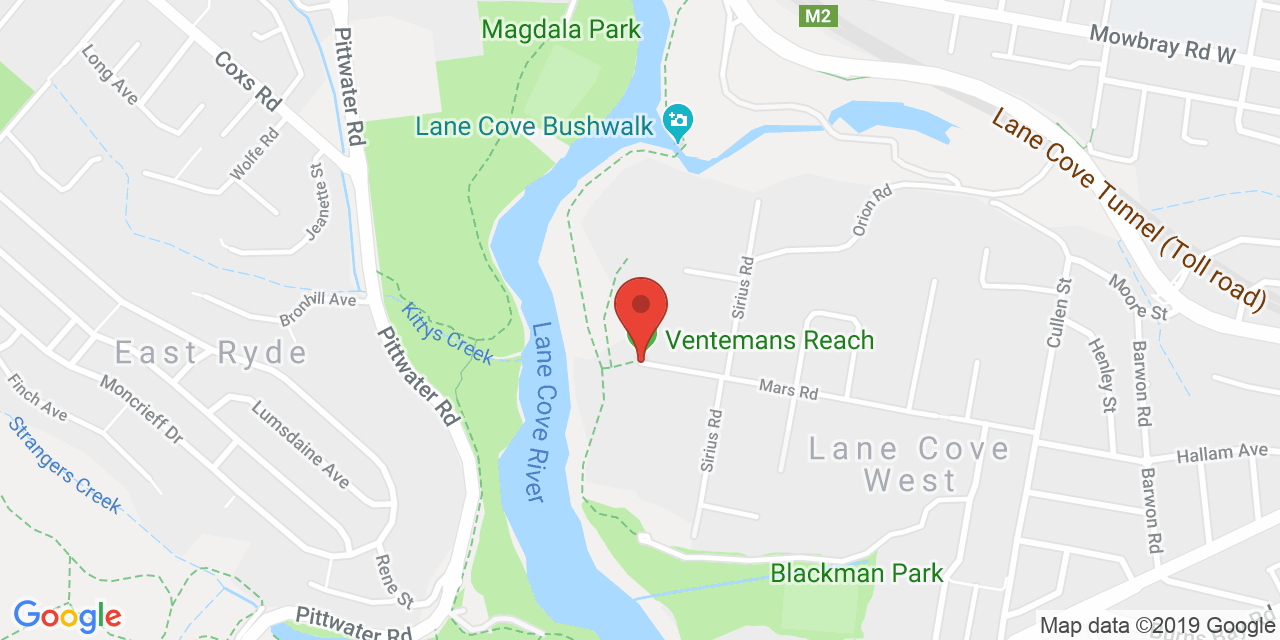 M2
Magdala Park
Mowbray Rd W
Long Ave
Coxs Rd
Pittwater Rd
Lane Cove Bushwalk
Wolfe Rd
Jeanette St
Lane Cove Tunnel (Toll road)
Orion Rd
Sirius Rd
Moore St
Cullen St
Bronhill Ave
Kittys Creek
East Ryde
Pittwater Rd
Lane Cove River
Ventemans Reach
Mars Rd
Henley St
Barwon Rd
Finch Ave
Moncrieff Dr
Lumsdaine Ave
Strangers Creek
Sirius Rd
Lane Cove
West
Hallam Ave
Barwon Rd
Rene St
Blackman Park
Pittwater Rd
Google
Map data ©2019 Google